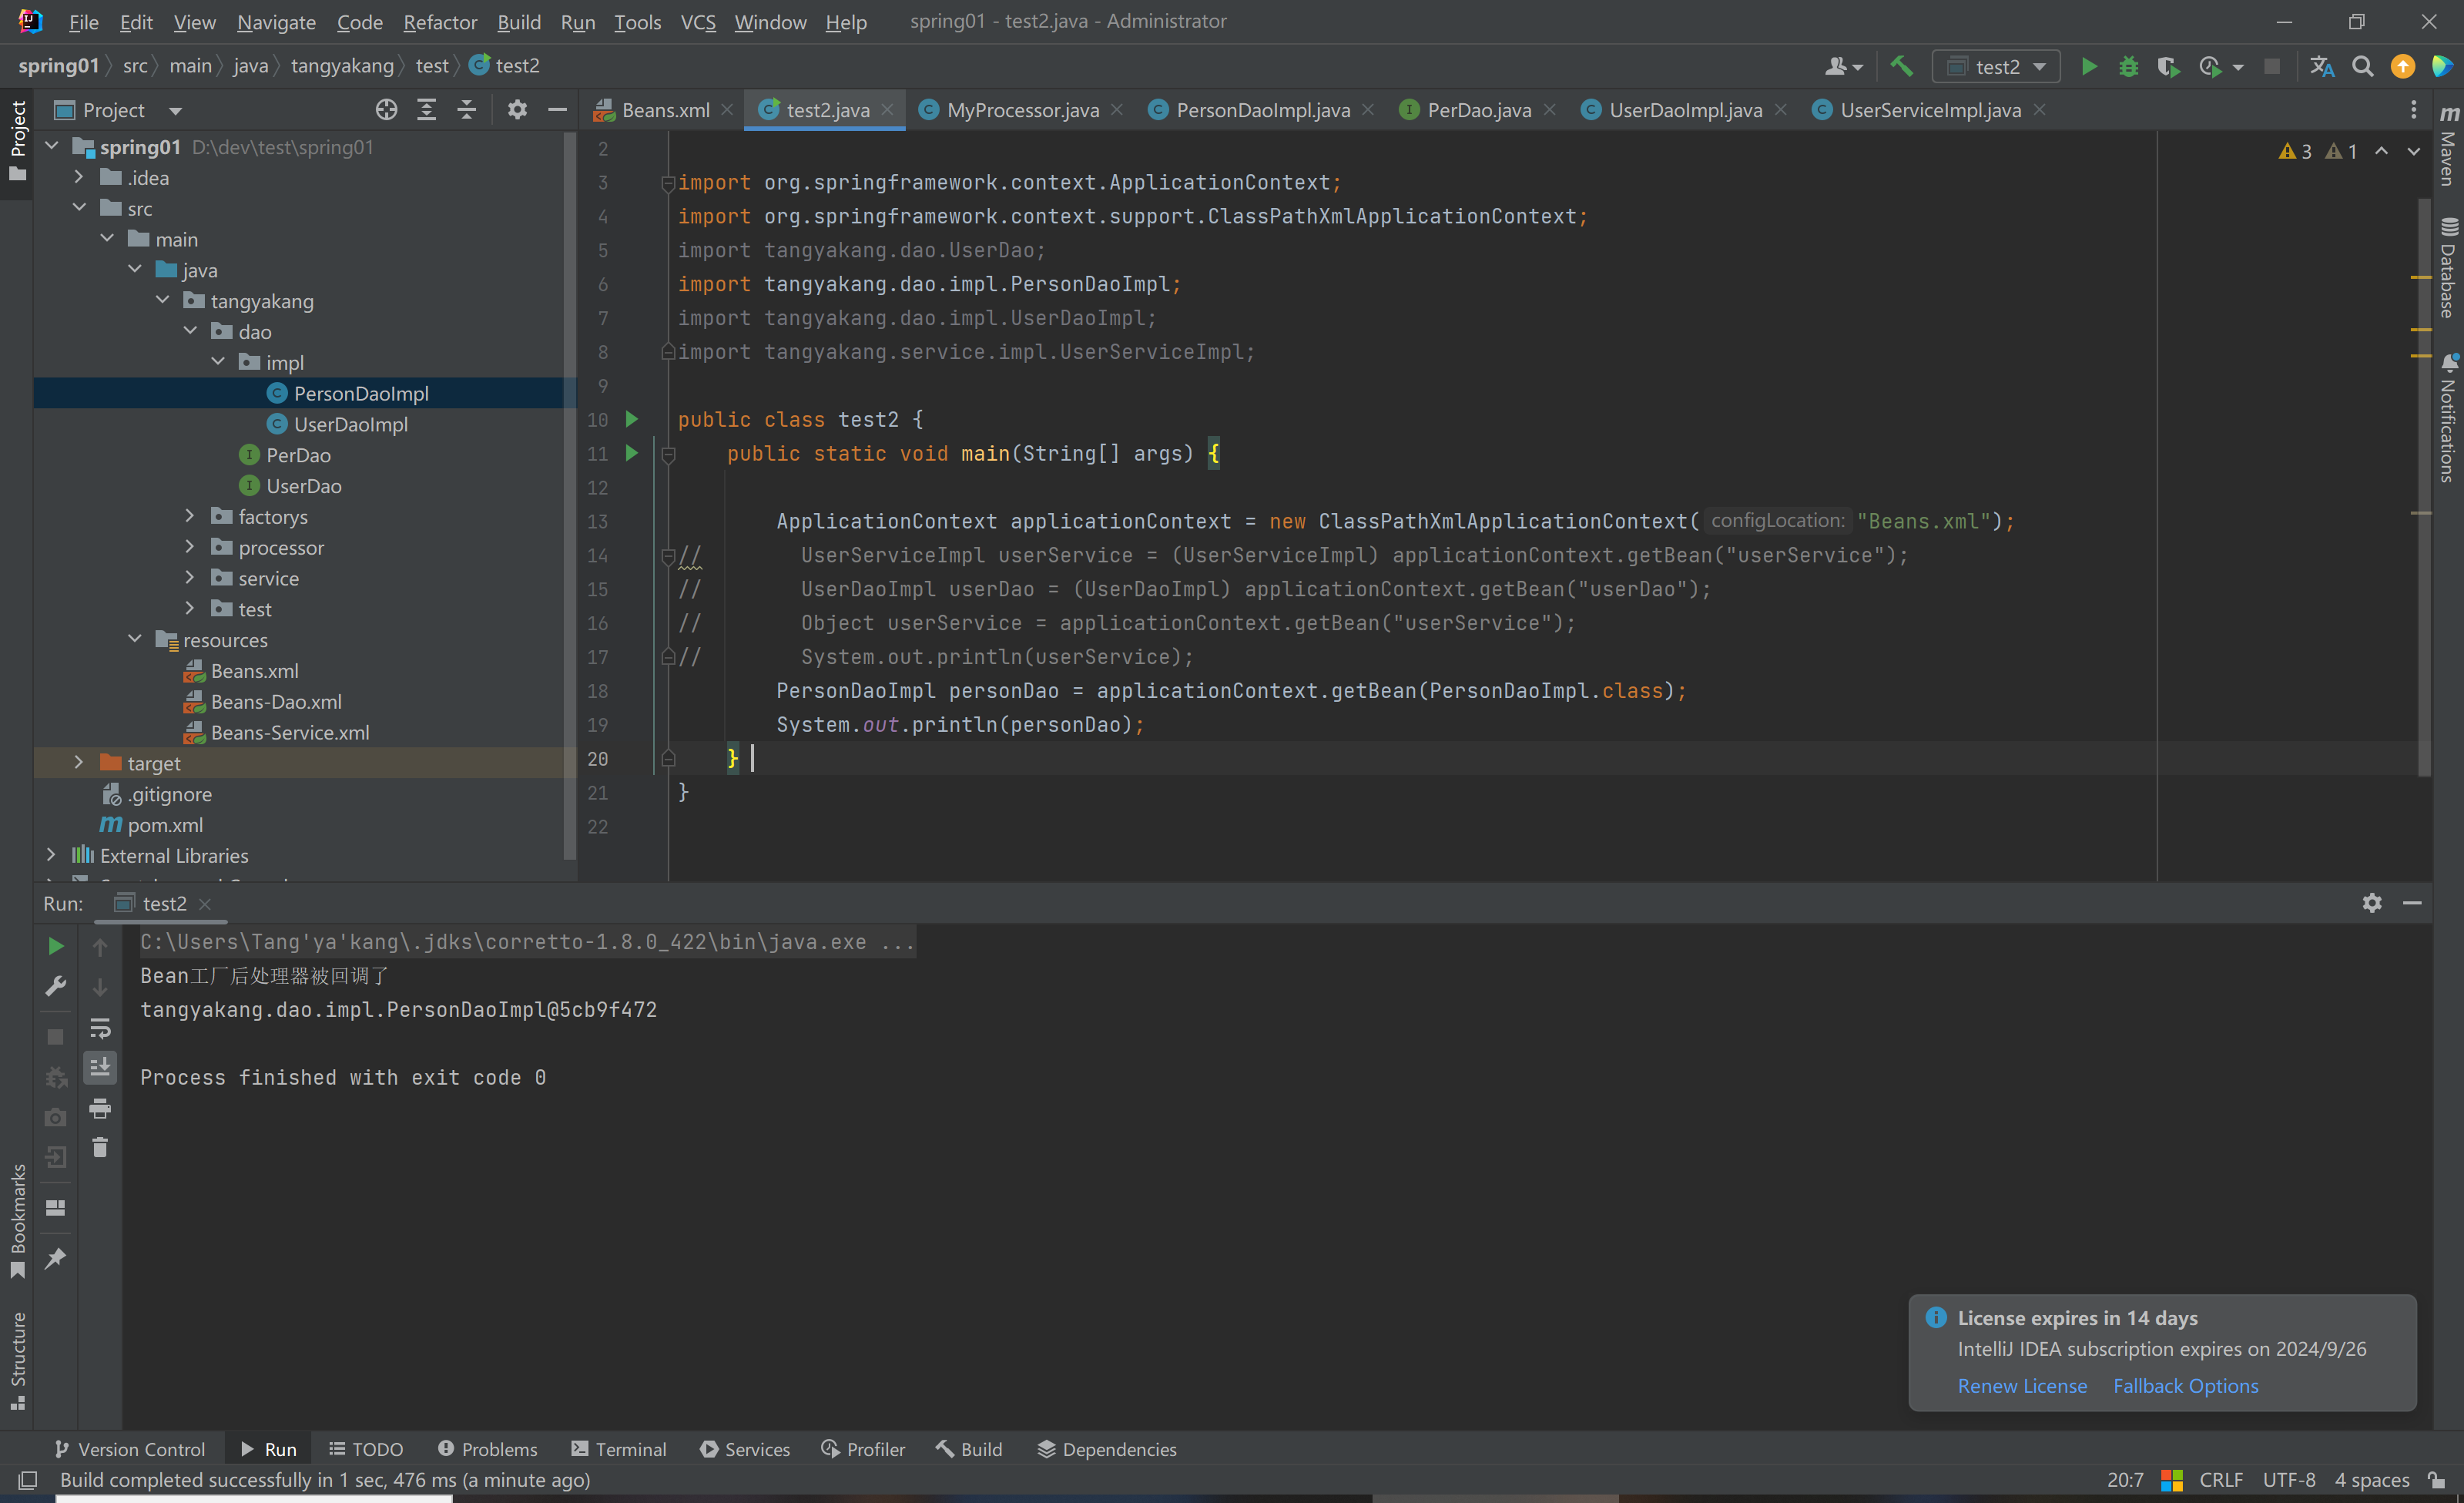 File Edit View Navigate Code Refactor Build Run Tools VCS Window Help spring01 - test2.java - Administrator
spring01 src main java tangyakang test test2
test2
Project
Project
Beans.xml test2.java MyProcessor.java PersonDaoImpl.java PerDao.java UserDaoImpl.java UserServiceImpl.java
spring01 D:\dev\test\spring01
.idea
src
main
java
tangyakang
dao
impl
PersonDaoImpl
UserDaoImpl
PerDao
UserDao
factorys
processor
service
test
resources
Beans.xml
Beans-Dao.xml
Beans-Service.xml
target
.gitignore
pom.xml
External Libraries
3 1
2
3 import org.springframework.context.ApplicationContext;
4 import org.springframework.context.support.ClassPathXmlApplicationContext;
5 import tangyakang.dao.UserDao;
6 import tangyakang.dao.impl.PersonDaoImpl;
7 import tangyakang.dao.impl.UserDaoImpl;
8 import tangyakang.service.impl.UserServiceImpl;
9
10 public class test2 {
11 public static void main(String[] args) {
12
13 ApplicationContext applicationContext = new ClassPathXmlApplicationContext( configLocation: "Beans.xml");
14 // UserServiceImpl userService = (UserServiceImpl) applicationContext.getBean("userService");
15 // UserDaoImpl userDao = (UserDaoImpl) applicationContext.getBean("userDao");
16 // Object userService = applicationContext.getBean("userService");
17 // System.out.println(userService);
18 PersonDaoImpl personDao = applicationContext.getBean(PersonDaoImpl.class);
19 System.out.println(personDao);
20 }
21 }
22
Maven
Database
Notifications
Run: test2
C:\Users\Tang'ya'kang\.jdks\corretto-1.8.0_422\bin\java.exe ...
Bean工厂后处理器被回调了
tangyakang.dao.impl.PersonDaoImpl@5cb9f472
Process finished with exit code 0
Bookmarks
Structure
License expires in 14 days
IntelliJ IDEA subscription expires on 2024/9/26
Renew License Fallback Options
Version Control Run TODO Problems Terminal Services Profiler Build Dependencies
Build completed successfully in 1 sec, 476 ms (a minute ago)
20:7 CRLF UTF-8 4 spaces